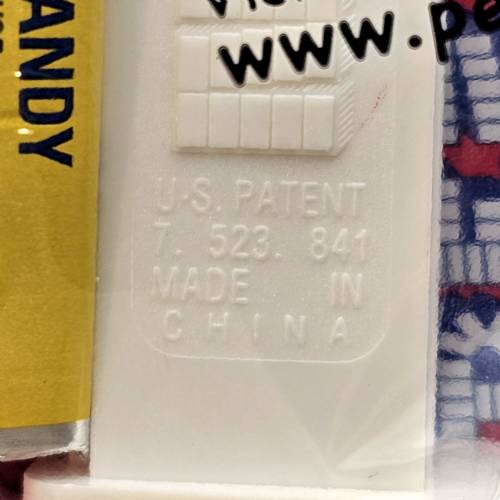 ANDY
www.pe
U.S. PATENT
7. 523. 841
MADE IN
CHINA